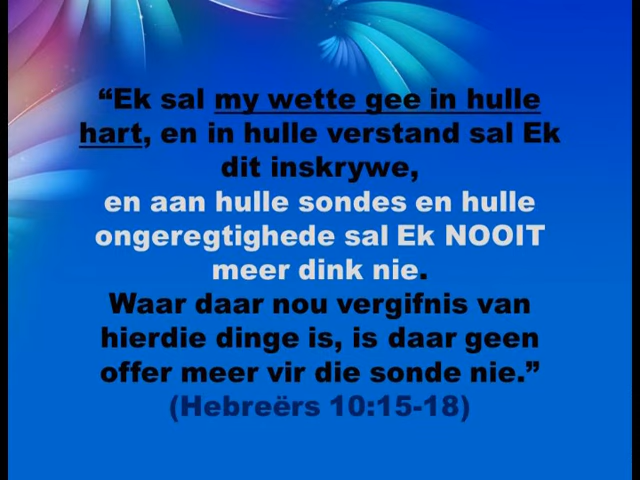 “Ek sal my wette gee in hulle
hart, en in hulle verstand sal Ek
dit inskrywe,
en aan hulle sondes en hulle
ongeregtighede sal Ek NOOIT
meer dink nie.
Waar daar nou vergifnis van
hierdie dinge is, is daar geen
offer meer vir die sonde nie.”
(Hebreërs 10:15-18)